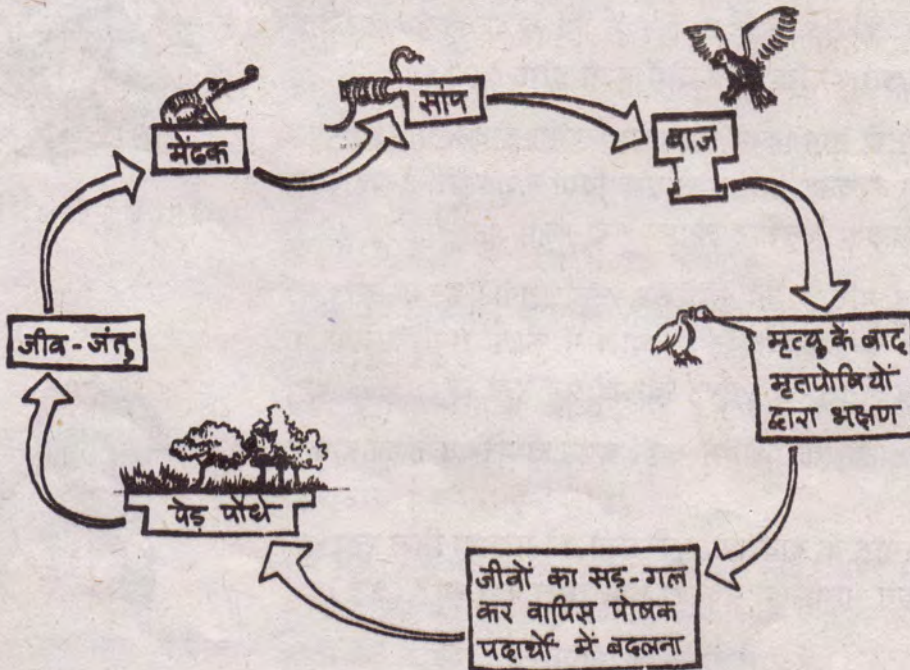 मेंढक
सांप
बाज
जीव-जंतु
मृत्यु के बाद
मृतपोषियों
द्वारा भक्षण
पेड़ पौधे
जीवों का सड़-गल
कर वापिस पोषक
पदार्थों में बदलना